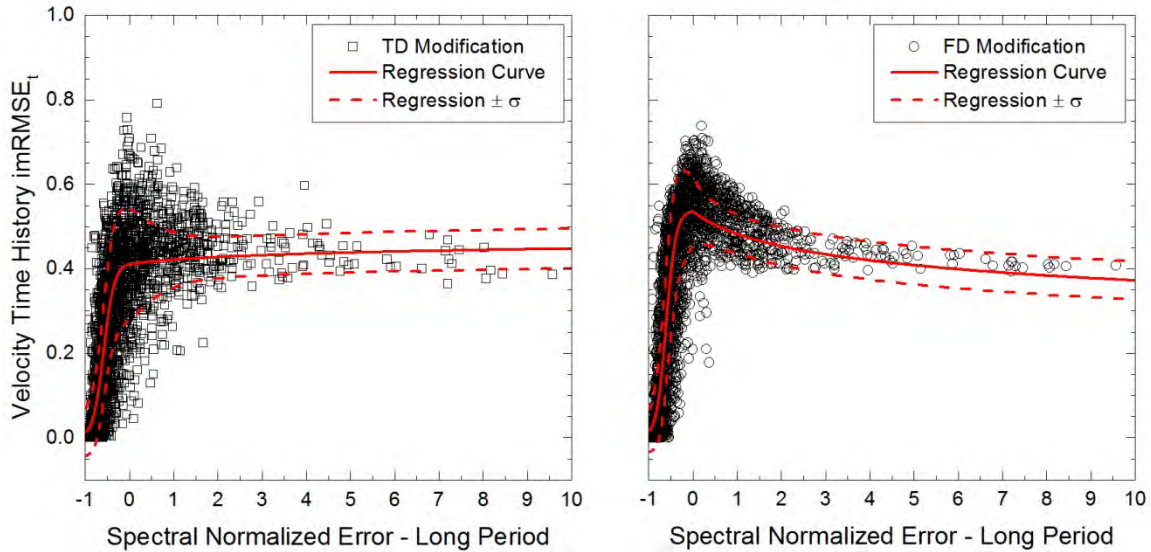 Velocity Time History imRMSE_t
1.0
0.8
0.6
0.4
0.2
0.0
TD Modification
Regression Curve
Regression ± σ
-1 0 1 2 3 4 5 6 7 8 9 10
Spectral Normalized Error - Long Period
FD Modification
Regression Curve
Regression ± σ
-1 0 1 2 3 4 5 6 7 8 9 10
Spectral Normalized Error - Long Period